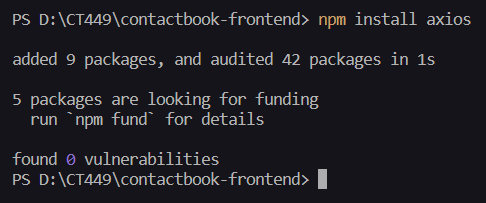 PS D:\CT449\contactbook-frontend> npm install axios
added 9 packages, and audited 42 packages in 1s
5 packages are looking for funding
  run `npm fund` for details
found 0 vulnerabilities
PS D:\CT449\contactbook-frontend>